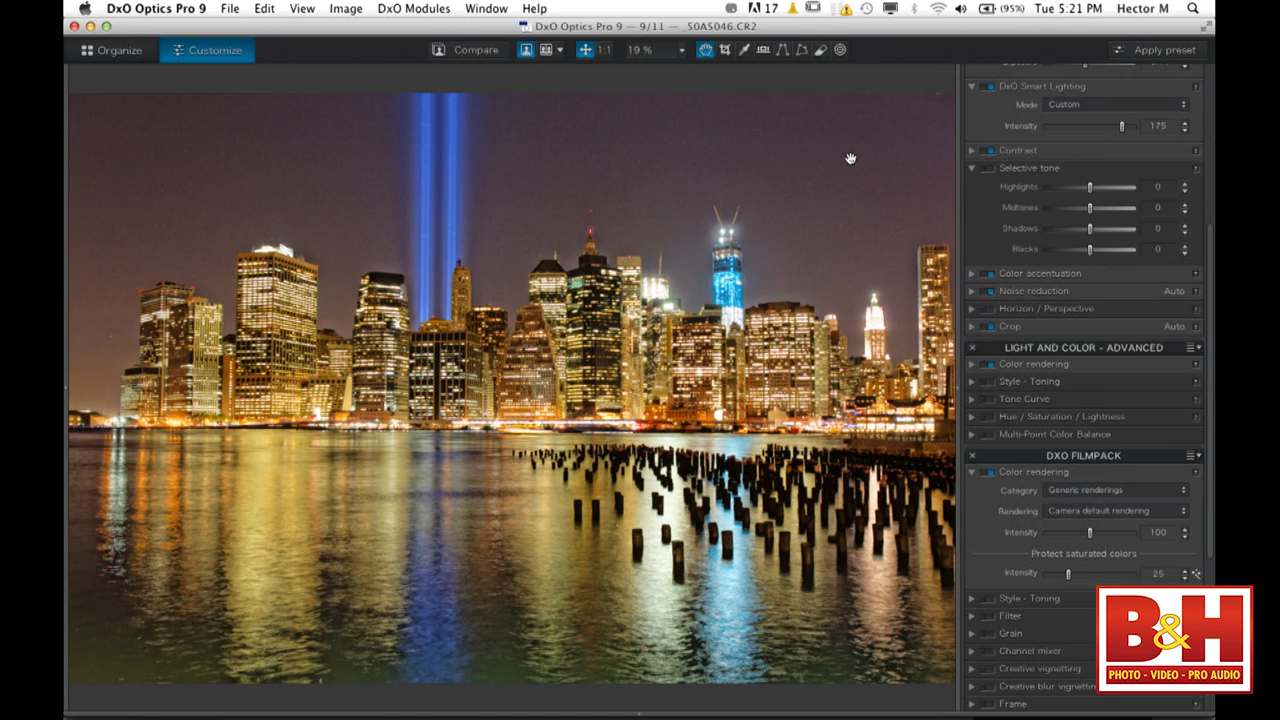 DxO Optics Pro 9 File Edit View Image DxO Modules Window Help 17 (95%) Tue 5:21 PM Hector M
DxO Optics Pro 9 — 9/11 — _50A5046.CR2
Organize Customize Compare 1:1 19 % Apply preset
DxO Smart Lighting
Mode Custom
Intensity 175
Contrast
Selective tone
Highlights 0
Midtones 0
Shadows 0
Blacks 0
Color accentuation
Noise reduction Auto
Horizon / Perspective
Crop Auto
LIGHT AND COLOR - ADVANCED
Color rendering
Style - Toning
Tone Curve
Hue / Saturation / Lightness
Multi-Point Color Balance
DXO FILMPACK
Color rendering
Category Generic renderings
Rendering Camera default rendering
Intensity 100
Protect saturated colors
Intensity 25
Style - Toning
Filter
Grain
Channel mixer
Creative vignetting
Creative blur vignettin
Frame
B&H
PHOTO - VIDEO - PRO AUDIO